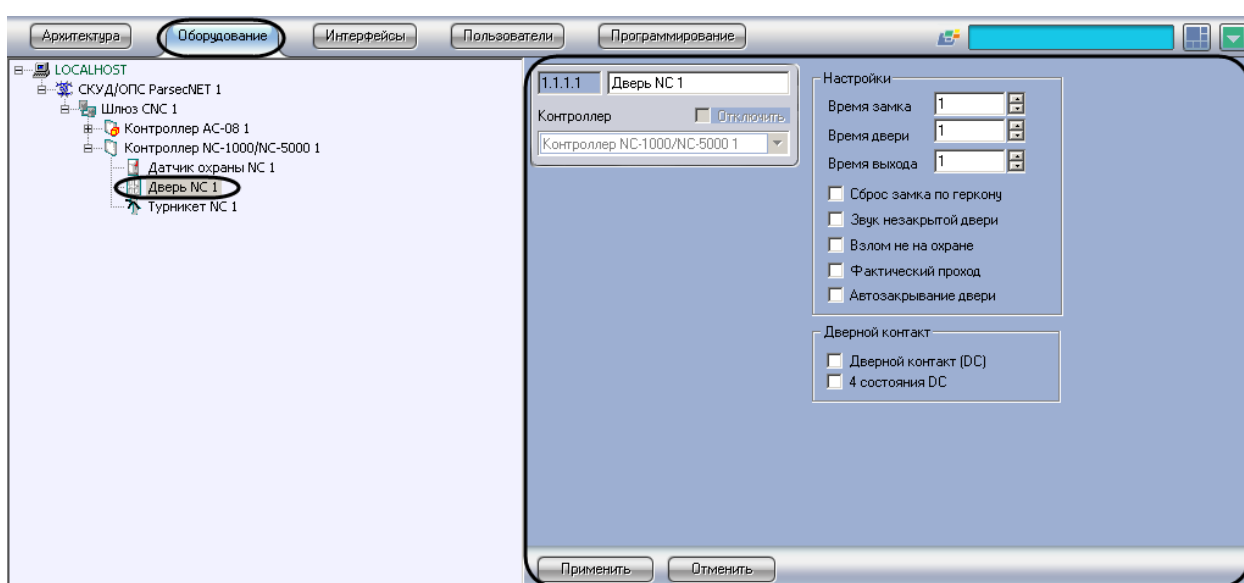 Архитектура Оборудование Интерфейсы Пользователи Программирование
LOCALHOST
СКУД/ОПС ParsecNET 1
Шлюз CNC 1
Контроллер AC-08 1
Контроллер NC-1000/NC-5000 1
Датчик охраны NC 1
Дверь NC 1
Турникет NC 1
1.1.1.1 Дверь NC 1
Контроллер Отключить
Контроллер NC-1000/NC-5000 1
Настройки
Время замка 1
Время двери 1
Время выхода 1
Сброс замка по геркону
Звук незакрытой двери
Взлом не на охране
Фактический проход
Автозакрывание двери
Дверной контакт
Дверной контакт (DC)
4 состояния DC
Применить Отменить